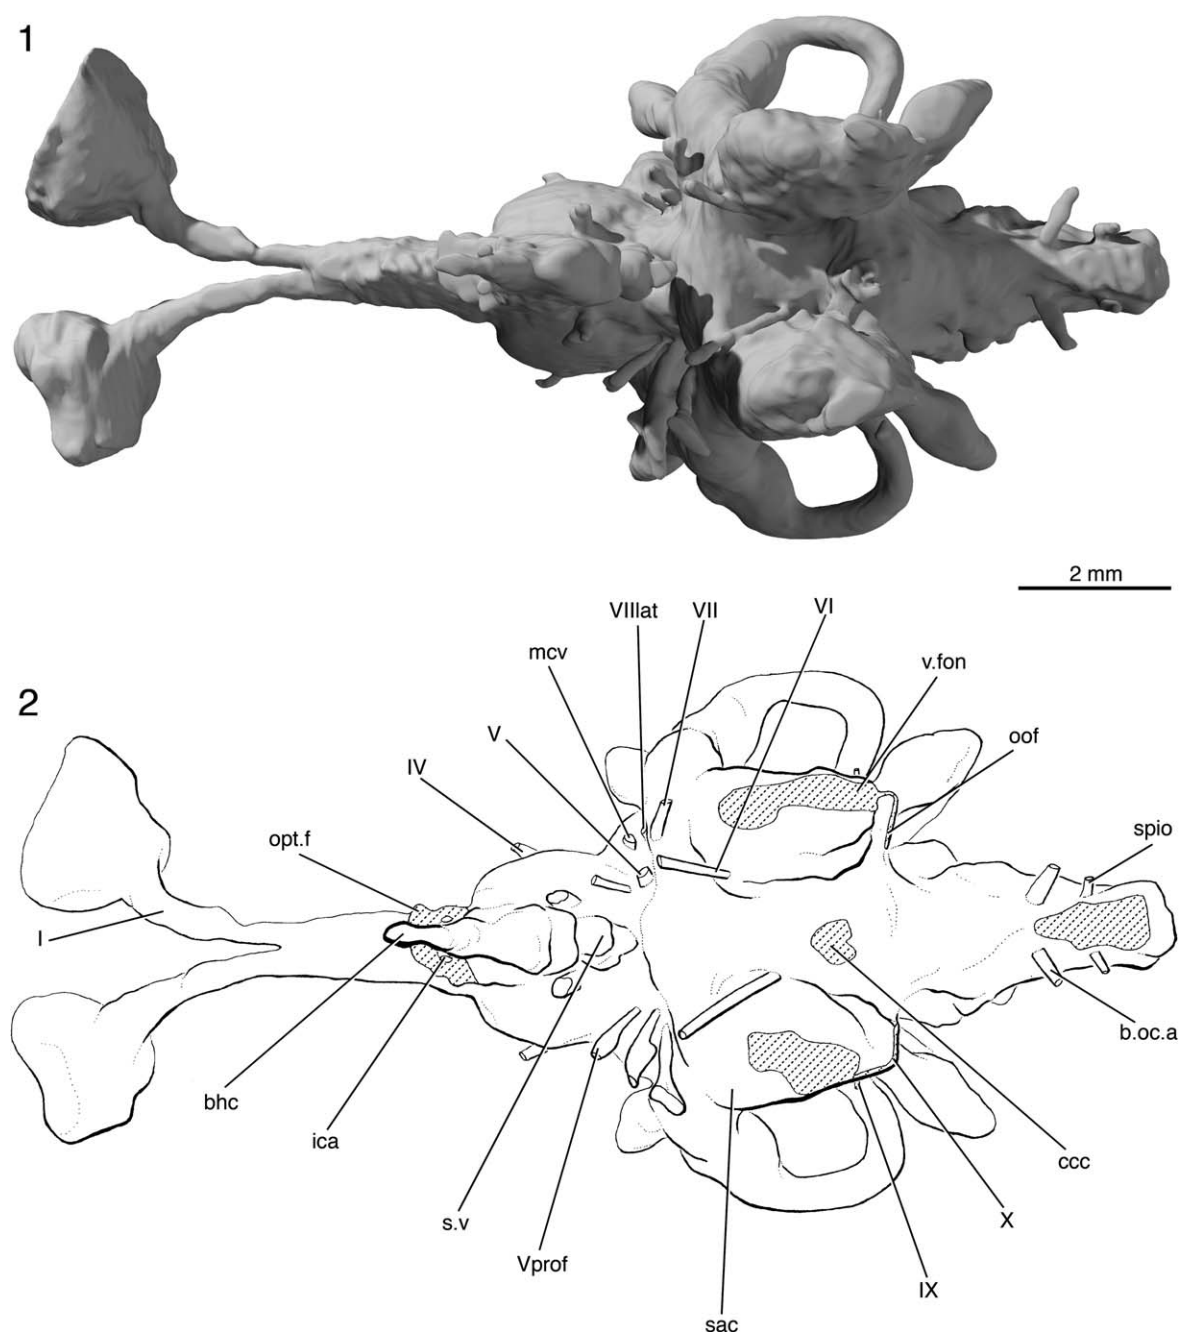 1
2 mm
2
VIIlat
VII
VI
mcv
v.fon
V
oof
IV
opt.f
spio
I
b.oc.a
bhc
ica
ccc
s.v
X
Vprof
IX
sac